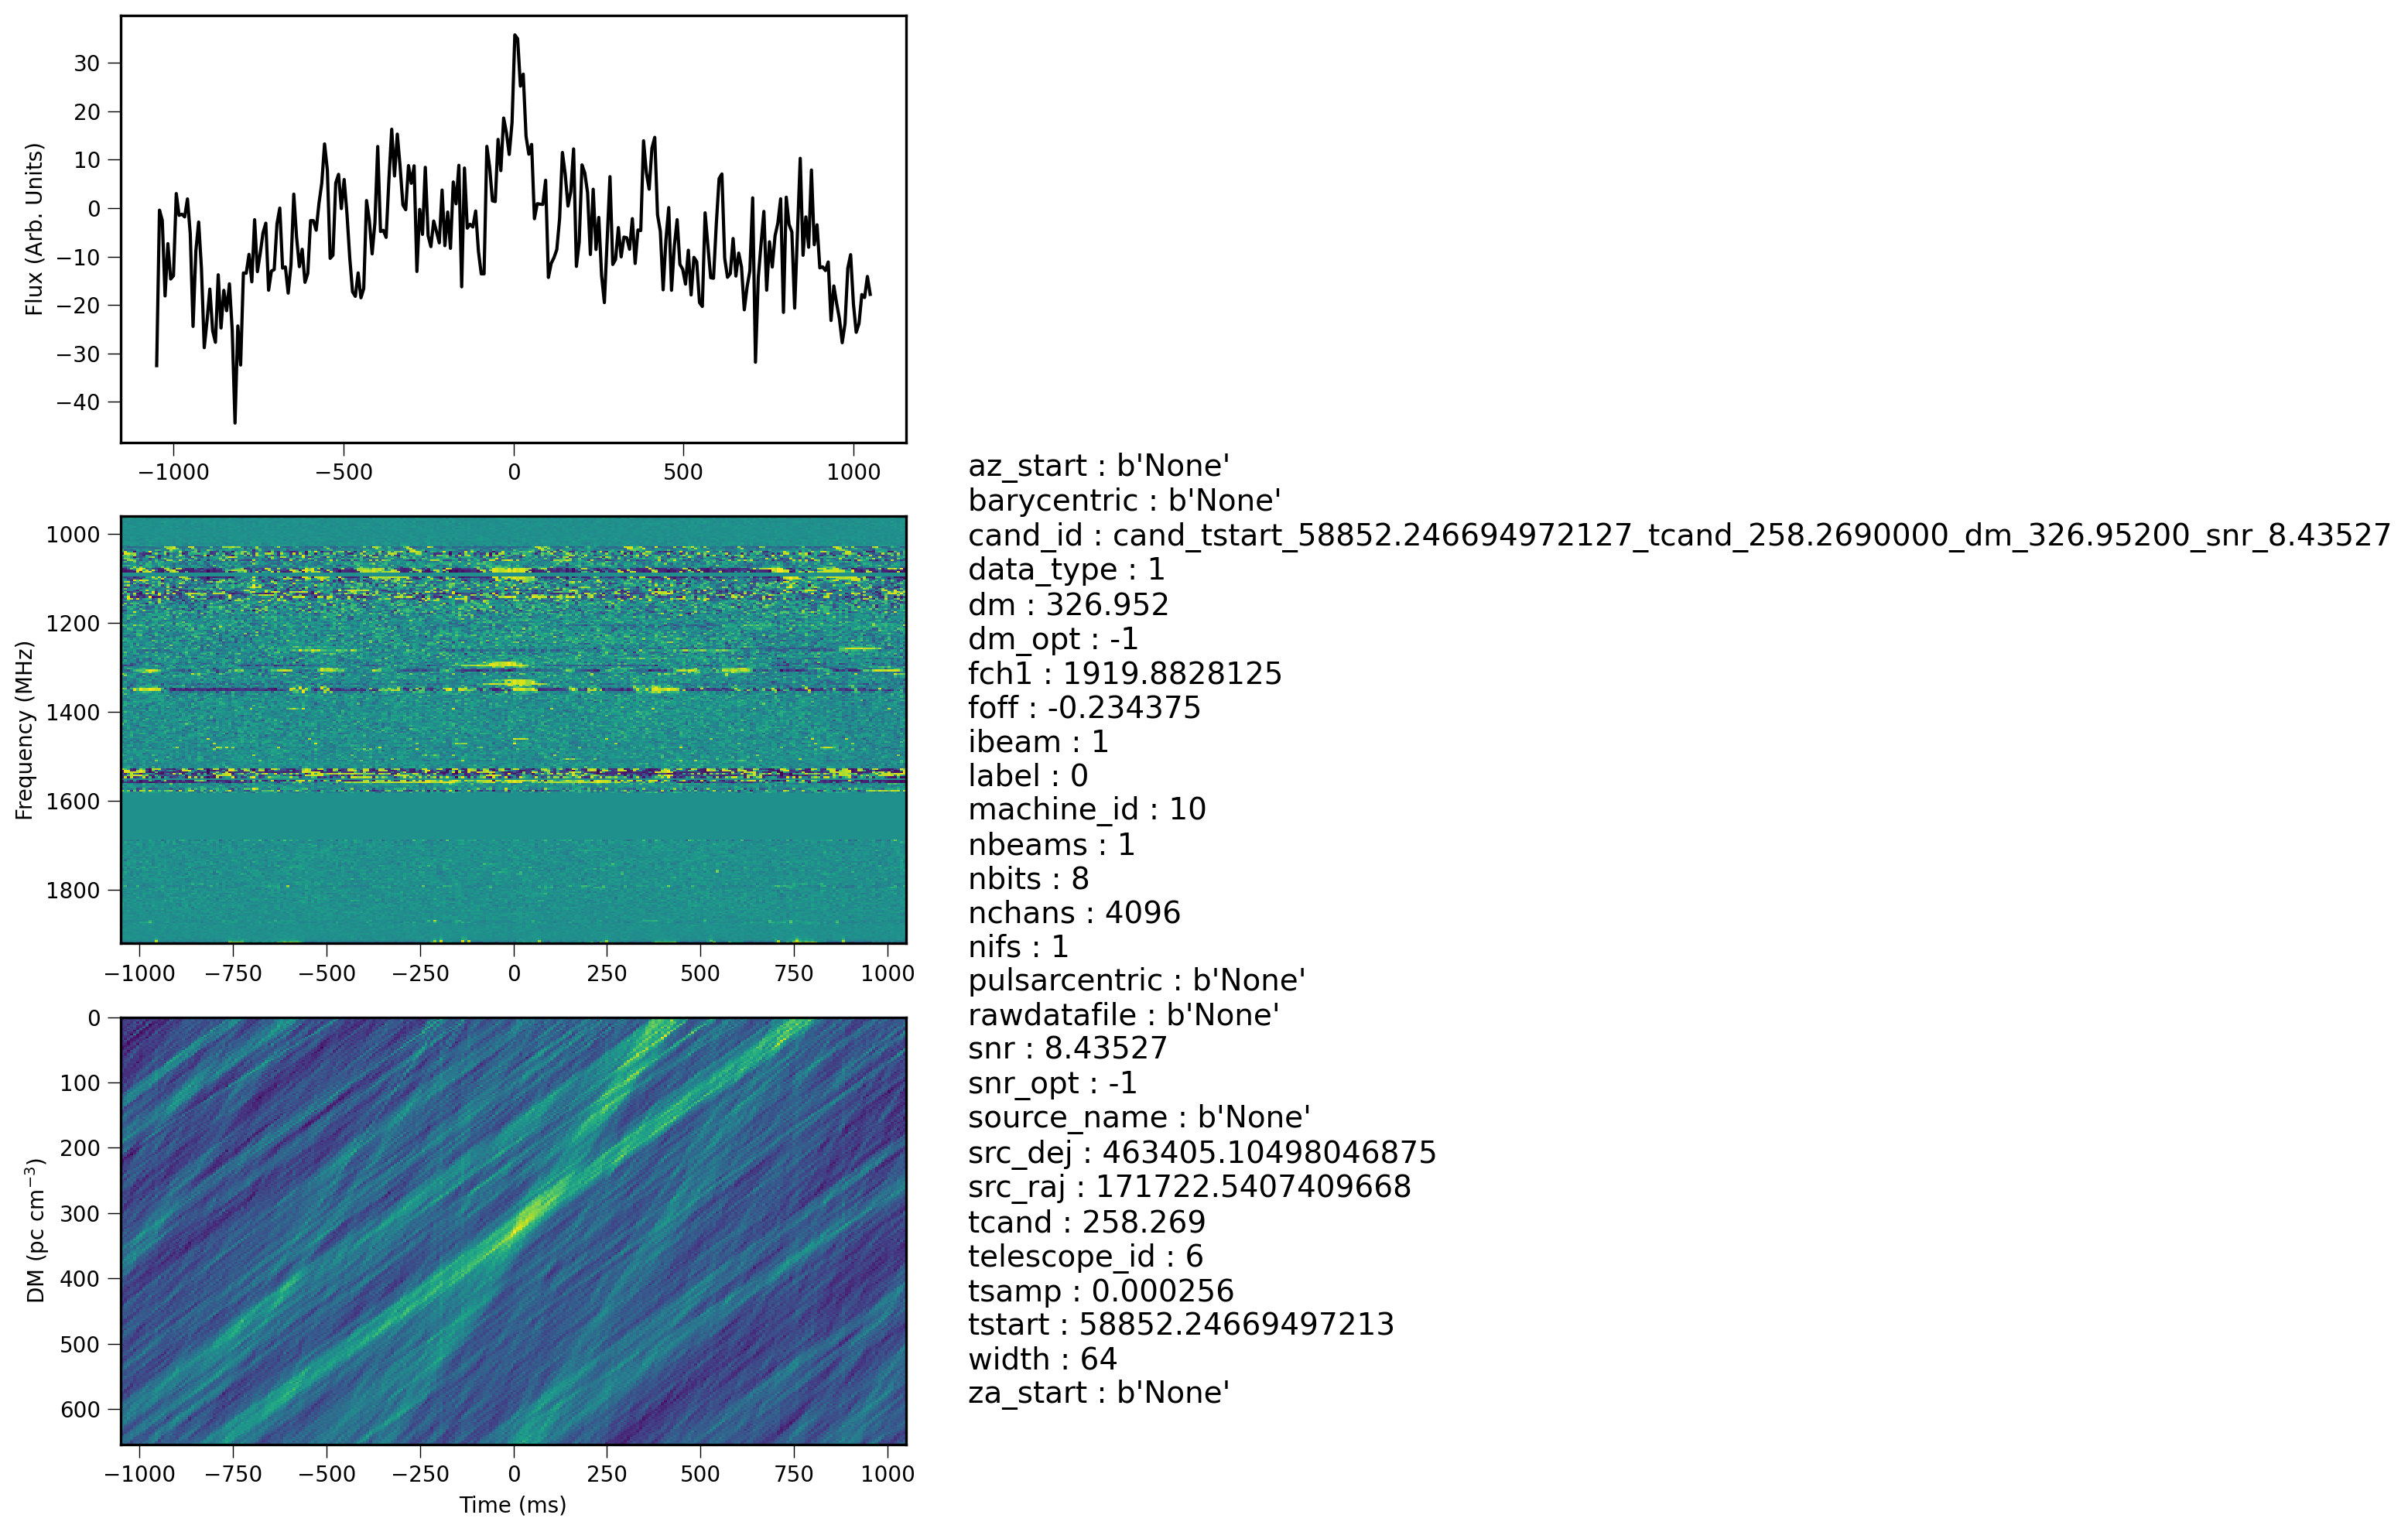 30
20
10
0
−10
−20
−30
−40
Flux (Arb. Units)
−1000 −500 0 500 1000
1000
1200
1400
1600
1800
Frequency (MHz)
−1000 −750 −500 −250 0 250 500 750 1000
0
100
200
300
400
500
600
DM (pc cm⁻³)
−1000 −750 −500 −250 0 250 500 750 1000
Time (ms)
az_start : b'None'
barycentric : b'None'
cand_id : cand_tstart_58852.246694972127_tcand_258.2690000_dm_326.95200_snr_8.43527
data_type : 1
dm : 326.952
dm_opt : -1
fch1 : 1919.8828125
foff : -0.234375
ibeam : 1
label : 0
machine_id : 10
nbeams : 1
nbits : 8
nchans : 4096
nifs : 1
pulsarcentric : b'None'
rawdatafile : b'None'
snr : 8.43527
snr_opt : -1
source_name : b'None'
src_dej : 463405.10498046875
src_raj : 171722.5407409668
tcand : 258.269
telescope_id : 6
tsamp : 0.000256
tstart : 58852.24669497213
width : 64
za_start : b'None'